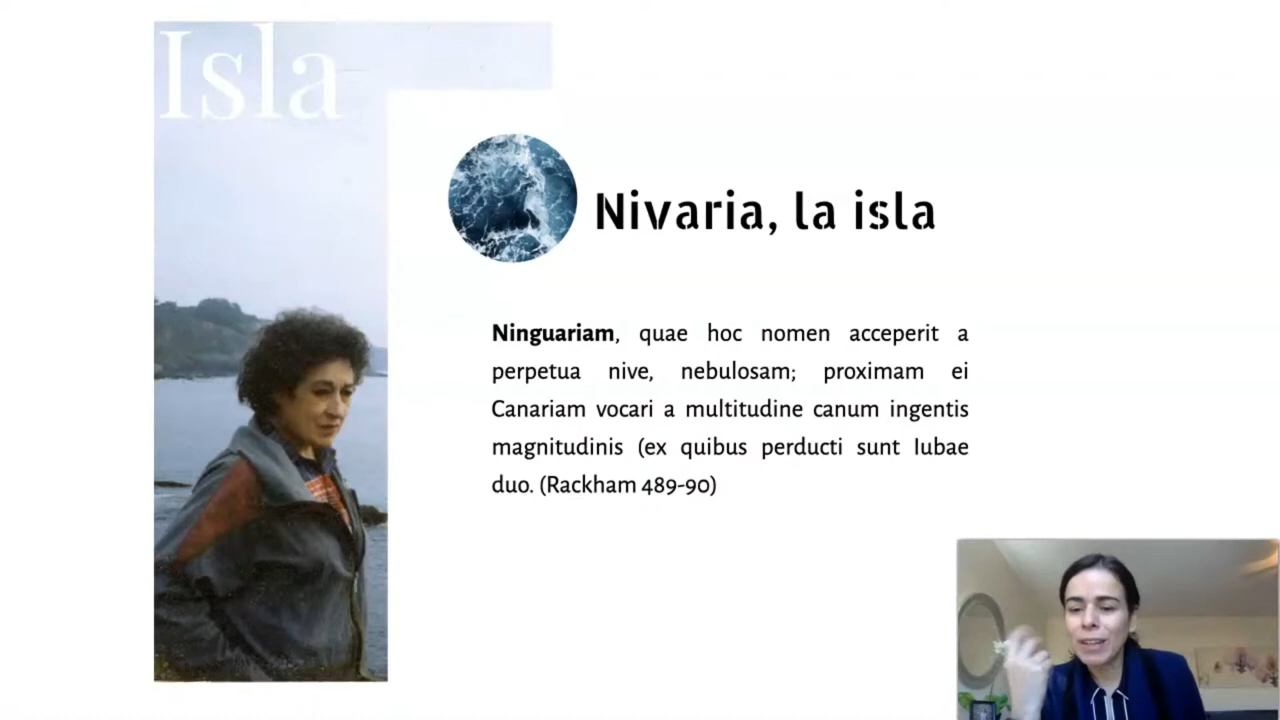 Isla
Nivaria, la isla
Ninguariam, quae hoc nomen acceperit a
perpetua nive, nebulosam; proximam ei
Canariam vocari a multitudine canum ingentis
magnitudinis (ex quibus perducti sunt Iubae
duo. (Rackham 489-90)